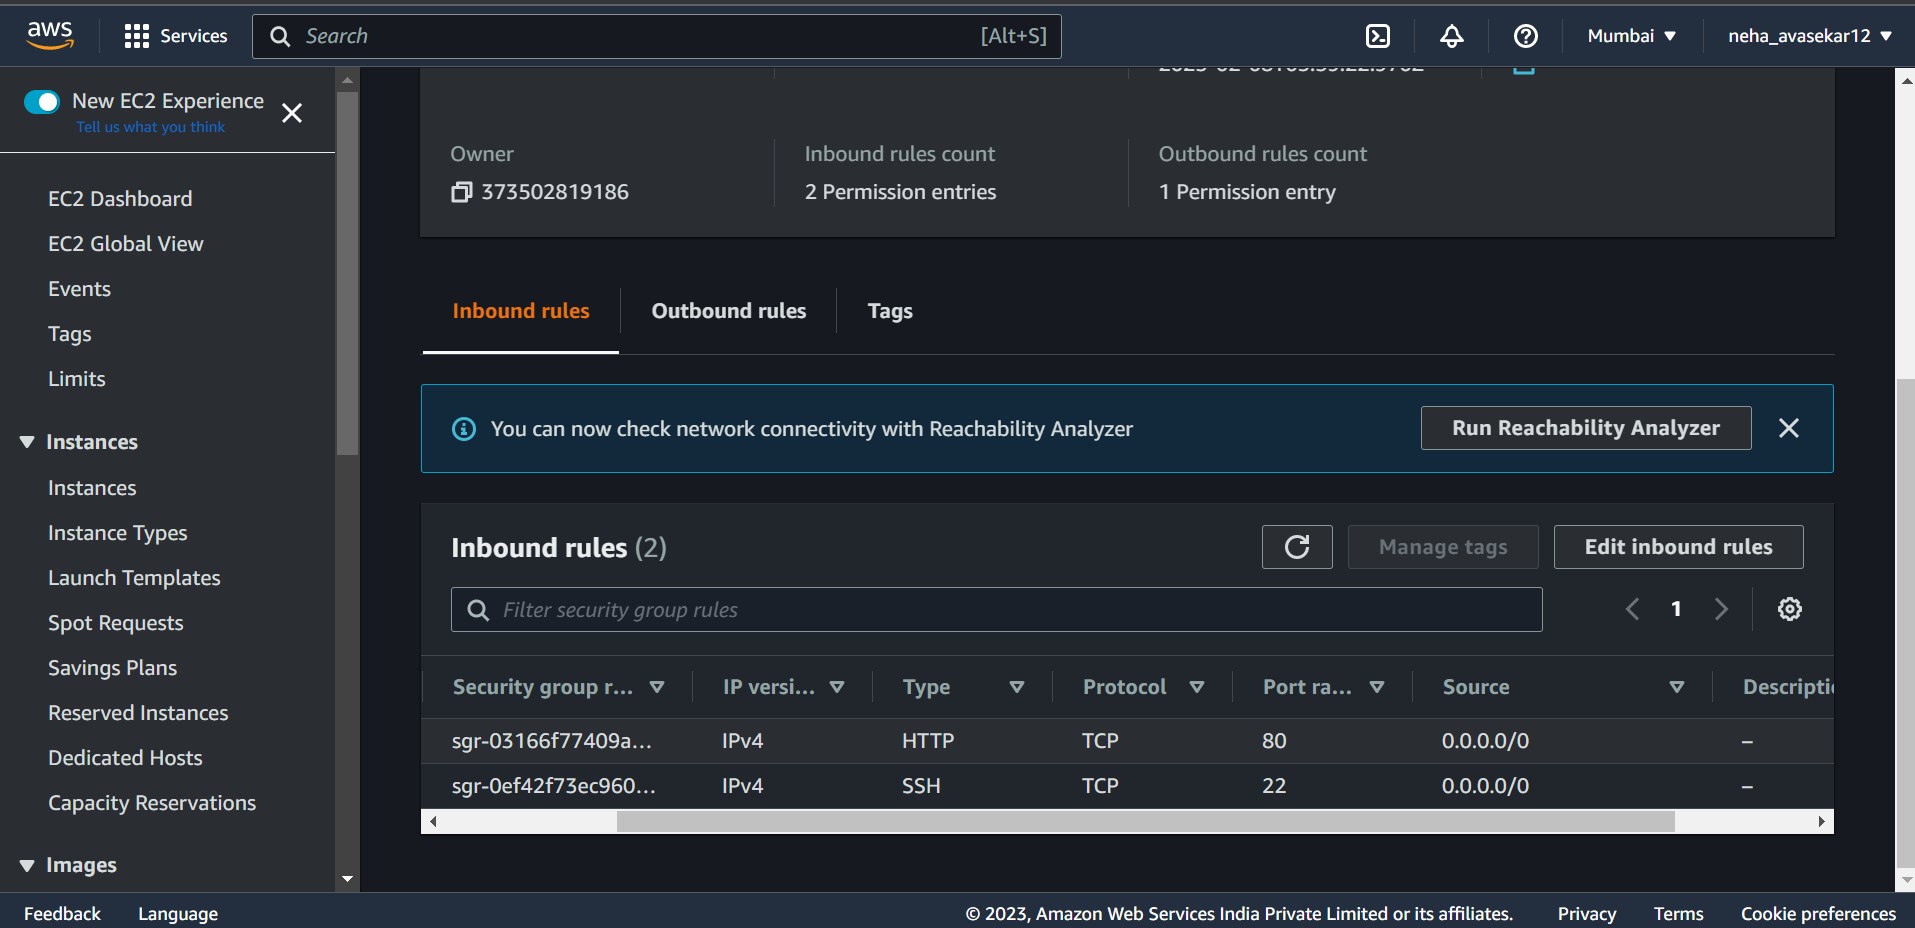 aws Services Search [Alt+S] Mumbai neha_avasekar12
New EC2 Experience
Tell us what you think
EC2 Dashboard
EC2 Global View
Events
Tags
Limits
Instances
Instances
Instance Types
Launch Templates
Spot Requests
Savings Plans
Reserved Instances
Dedicated Hosts
Capacity Reservations
Images
Owner Inbound rules count Outbound rules count
373502819186 2 Permission entries 1 Permission entry
Inbound rules Outbound rules Tags
You can now check network connectivity with Reachability Analyzer Run Reachability Analyzer
Inbound rules (2) Manage tags Edit inbound rules
Filter security group rules 1
Security group r... IP versi... Type Protocol Port ra... Source
sgr-03166f77409a... IPv4 HTTP TCP 80 0.0.0.0/0 –
sgr-0ef42f73ec960... IPv4 SSH TCP 22 0.0.0.0/0 –
Feedback Language © 2023, Amazon Web Services India Private Limited or its affiliates. Privacy Terms Cookie preferences